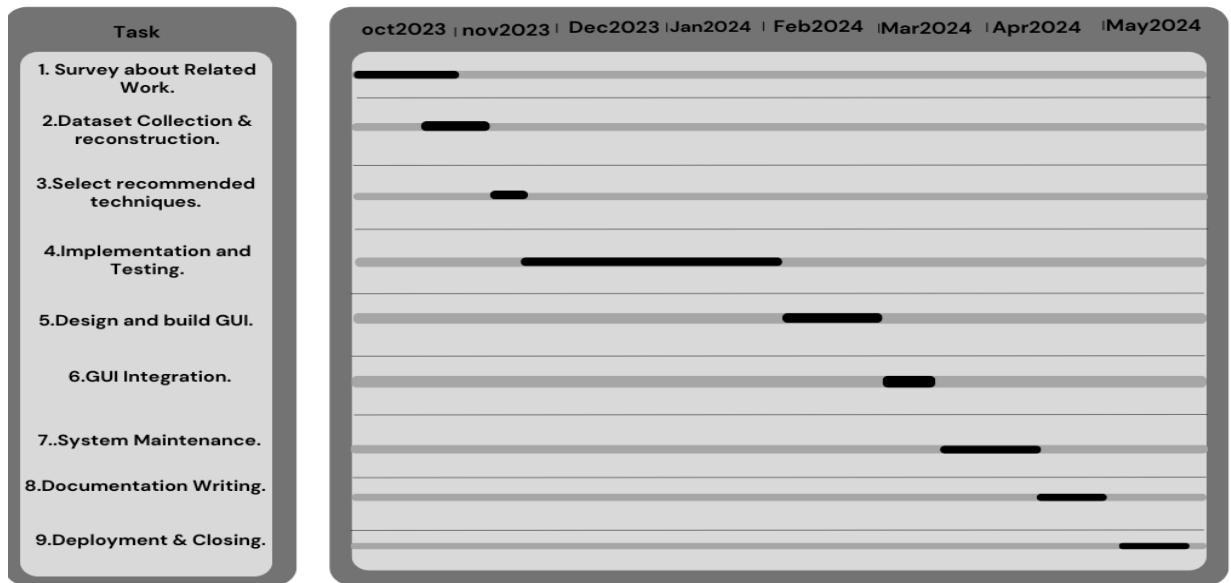 Task
oct2023 | nov2023 | Dec2023 | Jan2024 | Feb2024 | Mar2024 | Apr2024 | May2024
1. Survey about Related
Work.
2.Dataset Collection &
reconstruction.
3.Select recommended
techniques.
4.Implementation and
Testing.
5.Design and build GUI.
6.GUI Integration.
7..System Maintenance.
8.Documentation Writing.
9.Deployment & Closing.